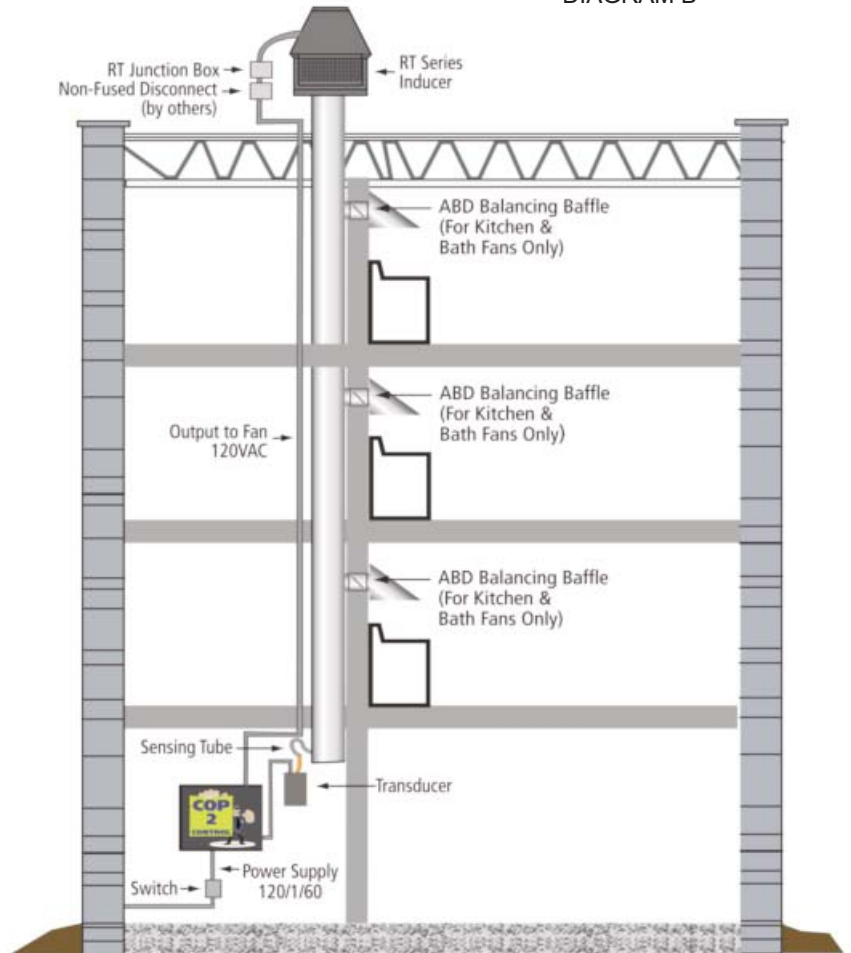 DIAGRAM B
RT Junction Box
Non-Fused Disconnect
(by others)
RT Series
Inducer
ABD Balancing Baffle
(For Kitchen &
Bath Fans Only)
ABD Balancing Baffle
(For Kitchen &
Bath Fans Only)
Output to Fan
120VAC
ABD Balancing Baffle
(For Kitchen &
Bath Fans Only)
Sensing Tube
Transducer
COP
2
CONTROL
Power Supply
120/1/60
Switch